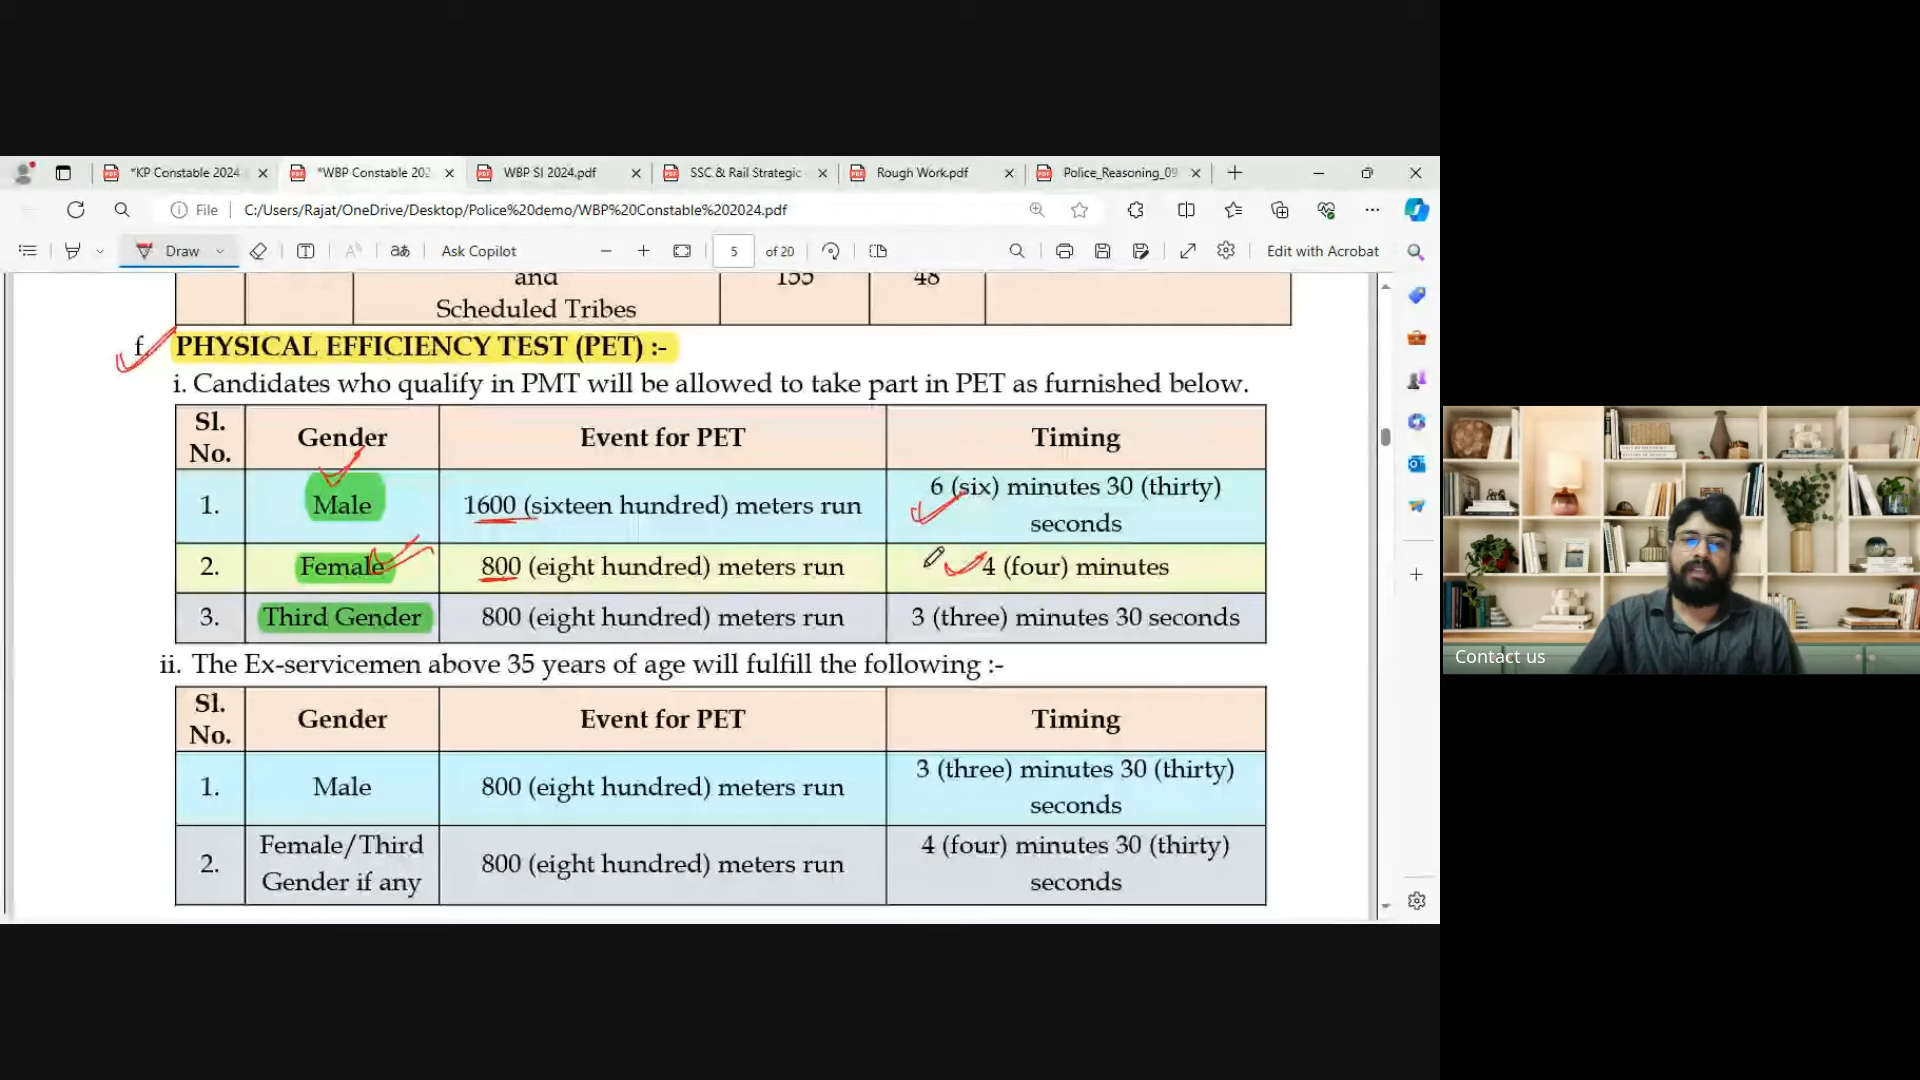 *KP Constable 2024
*WBP Constable 202
WBP SI 2024.pdf
SSC & Rail Strategic
Rough Work.pdf
Police_Reasoning_09
File
C:/Users/Rajat/OneDrive/Desktop/Police%20demo/WBP%20Constable%202024.pdf
Draw
Ask Copilot
5
of 20
Edit with Acrobat
and
Scheduled Tribes
155
48
f. PHYSICAL EFFICIENCY TEST (PET) :-
i. Candidates who qualify in PMT will be allowed to take part in PET as furnished below.
Sl. No.
Gender
Event for PET
Timing
1.
Male
1600 (sixteen hundred) meters run
6 (six) minutes 30 (thirty)
seconds
2.
Female
800 (eight hundred) meters run
4 (four) minutes
3.
Third Gender
800 (eight hundred) meters run
3 (three) minutes 30 seconds
ii. The Ex-servicemen above 35 years of age will fulfill the following :-
Sl. No.
Gender
Event for PET
Timing
1.
Male
800 (eight hundred) meters run
3 (three) minutes 30 (thirty)
seconds
2.
Female/Third
Gender if any
800 (eight hundred) meters run
4 (four) minutes 30 (thirty)
seconds
Contact us